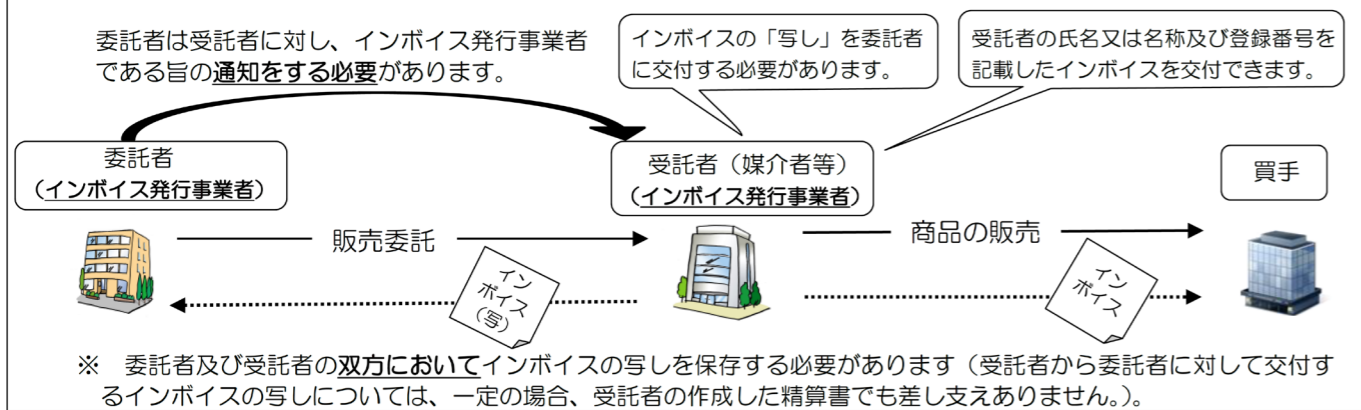 委託者は受託者に対し、インボイス発行事業者
である旨の通知をする必要があります。
インボイスの「写し」を委託者
に交付する必要があります。
受託者の氏名又は名称及び登録番号を
記載したインボイスを交付できます。
委託者
(インボイス発行事業者)
受託者(媒介者等)
(インボイス発行事業者)
買手
販売委託
商品の販売
イン
ボイス
(写)
イン
ボイス
※ 委託者及び受託者の双方においてインボイスの写しを保存する必要があります(受託者から委託者に対して交付す
るインボイスの写しについては、一定の場合、受託者の作成した精算書でも差し支えありません。)。